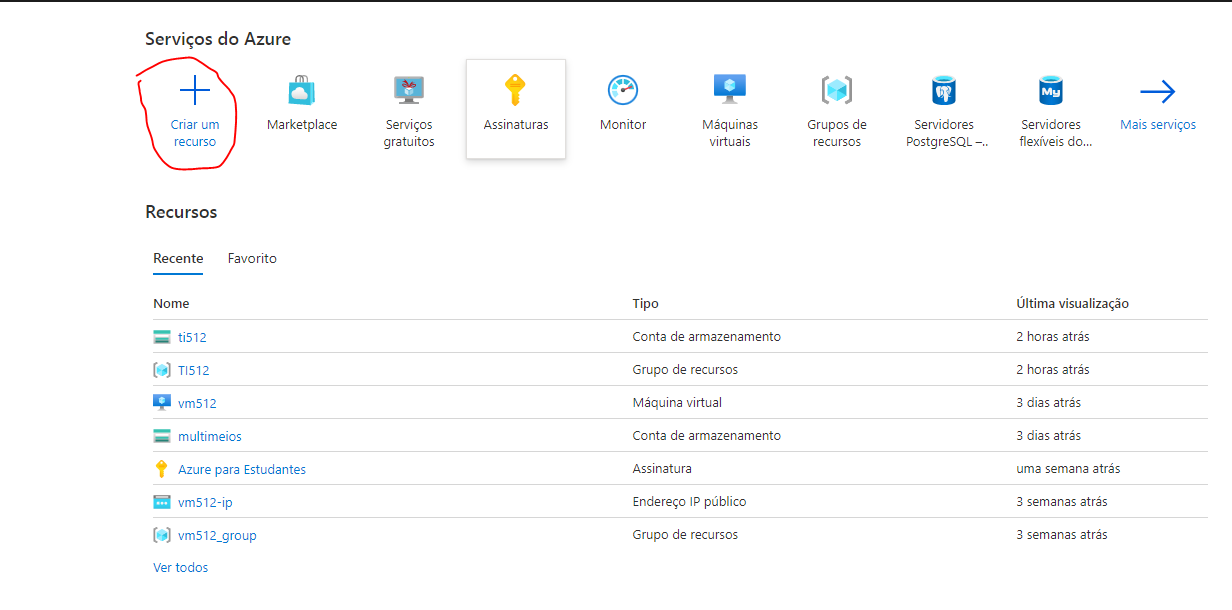 Serviços do Azure
Criar um
recurso
Marketplace
Serviços
gratuitos
Assinaturas
Monitor
Máquinas
virtuais
Grupos de
recursos
Servidores
PostgreSQL –...
Servidores
flexíveis do...
Mais serviços
Recursos
Recente Favorito
Nome Tipo Última visualização
ti512 Conta de armazenamento 2 horas atrás
TI512 Grupo de recursos 2 horas atrás
vm512 Máquina virtual 3 dias atrás
multimeios Conta de armazenamento 3 dias atrás
Azure para Estudantes Assinatura uma semana atrás
vm512-ip Endereço IP público 3 semanas atrás
vm512_group Grupo de recursos 3 semanas atrás
Ver todos